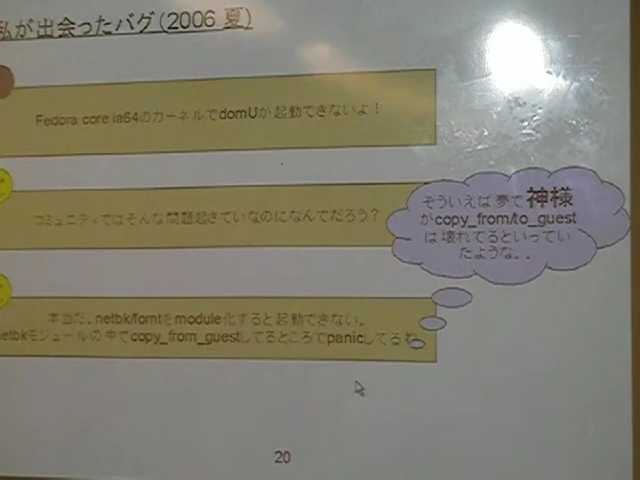 私が出会ったバグ(2006 夏)
Fedora core ia64のカーネルでdomUが起動できないよ！
コミュニティではそんな問題起きていないのになんでだろう？
そういえば夢で神様
がcopy_from/to_guest
は壊れてるといってい
たような. .
本当だ。netbk/forntをmodule化すると起動できない。
netbkモジュールの中でcopy_from_guestしてるところでpanicしてるね
20